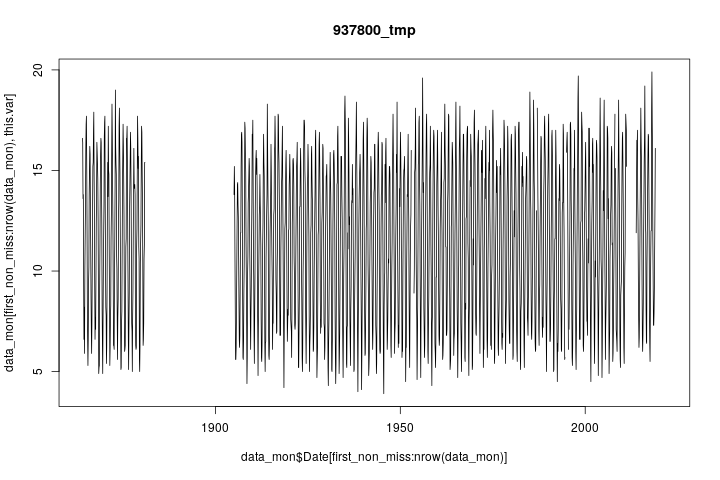 937800_tmp
data_mon[first_non_miss:nrow(data_mon), this.var]
20
15
10
5
1900
1950
2000
data_mon$Date[first_non_miss:nrow(data_mon)]